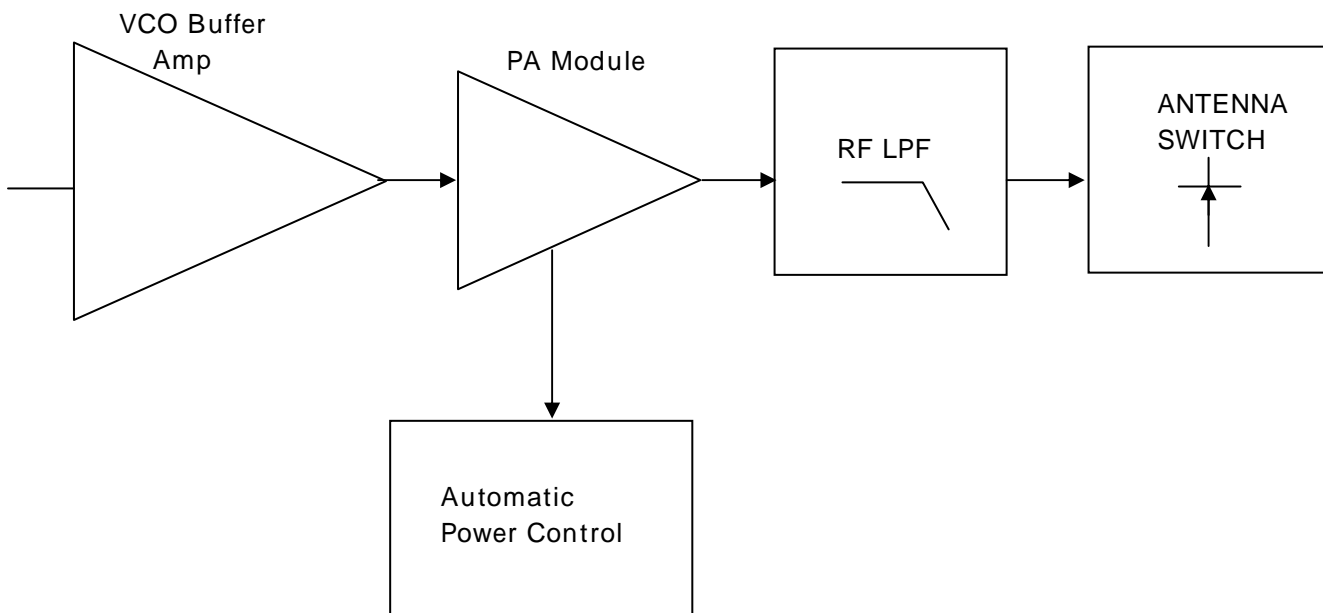 VCO Buffer
Amp
PA Module
RF LPF
ANTENNA
SWITCH
Automatic
Power Control